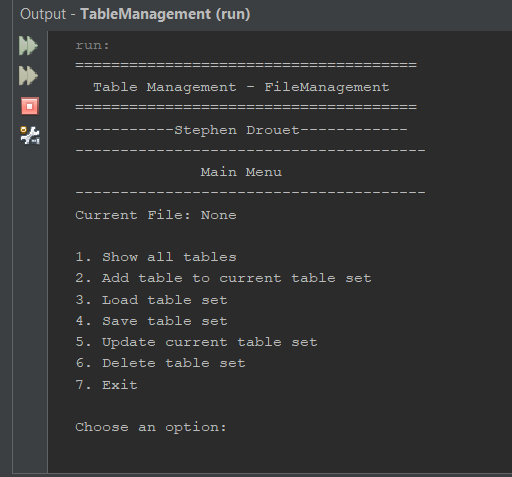 Output - TableManagement (run)
run:
======================================
Table Management - FileManagement
======================================
-----------Stephen Drouet------------
---------------------------------------
Main Menu
---------------------------------------
Current File: None
1. Show all tables
2. Add table to current table set
3. Load table set
4. Save table set
5. Update current table set
6. Delete table set
7. Exit
Choose an option: